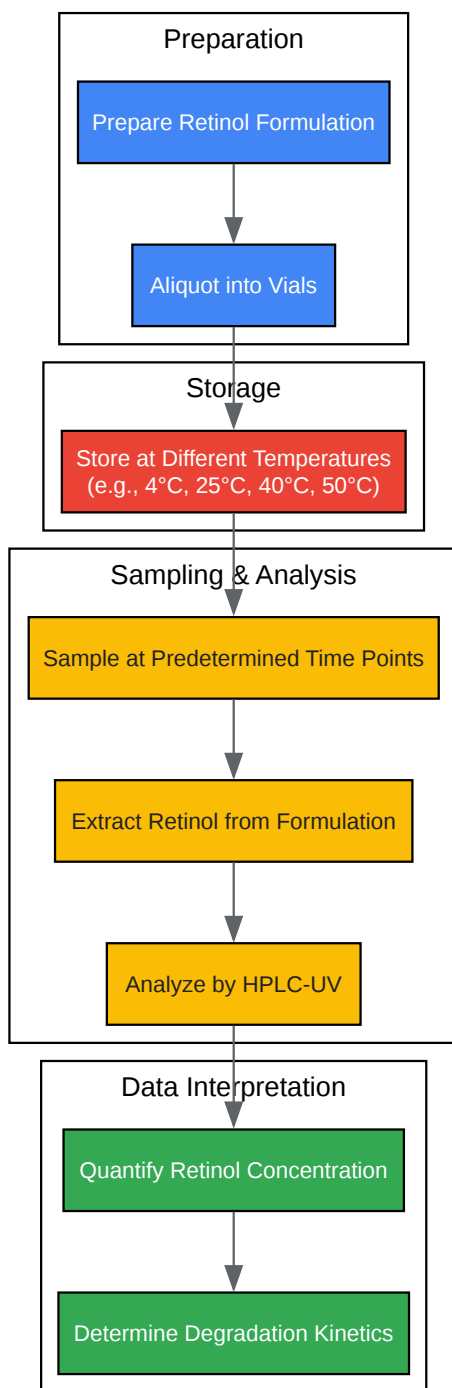 Preparation
Prepare Retinol Formulation
Aliquot into Vials
Storage
Store at Different Temperatures
(e.g., 4°C, 25°C, 40°C, 50°C)
Sampling & Analysis
Sample at Predetermined Time Points
Extract Retinol from Formulation
Analyze by HPLC-UV
Data Interpretation
Quantify Retinol Concentration
Determine Degradation Kinetics